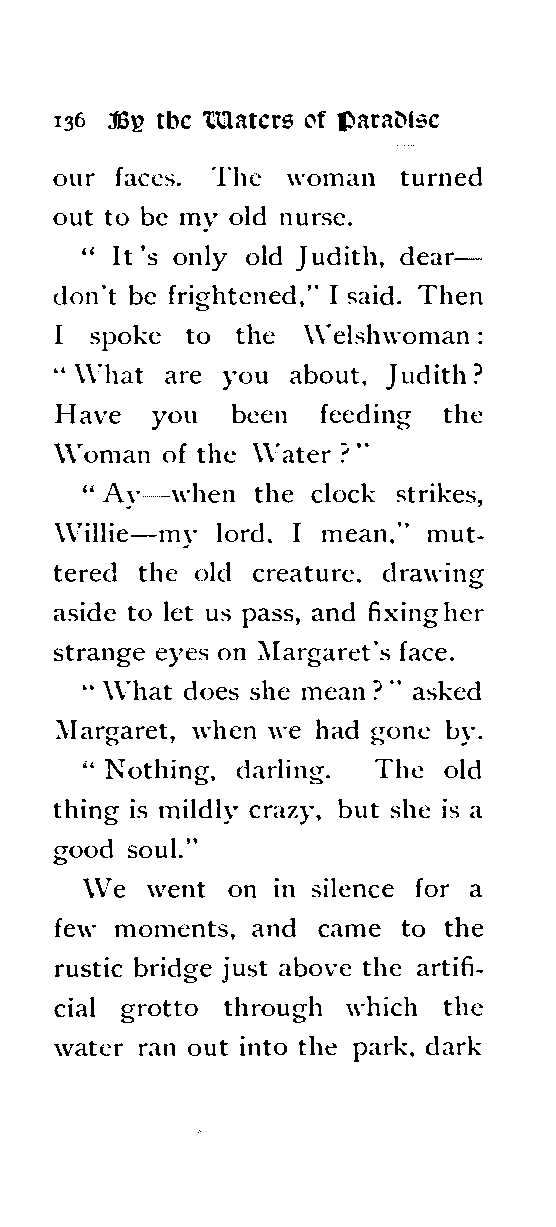 136 By the Waters of Paradise
our faces. The woman turned
out to be my old nurse.
" It's only old Judith, dear—
don't be frightened," I said. Then
I spoke to the Welshwoman:
"What are you about, Judith?
Have you been feeding the
Woman of the Water?"
"Ay—when the clock strikes,
Willie—my lord, I mean," mut-
tered the old creature, drawing
aside to let us pass, and fixing her
strange eyes on Margaret's face.
"What does she mean?" asked
Margaret, when we had gone by.
"Nothing, darling. The old
thing is mildly crazy, but she is a
good soul."
We went on in silence for a
few moments, and came to the
rustic bridge just above the artifi-
cial grotto through which the
water ran out into the park, dark